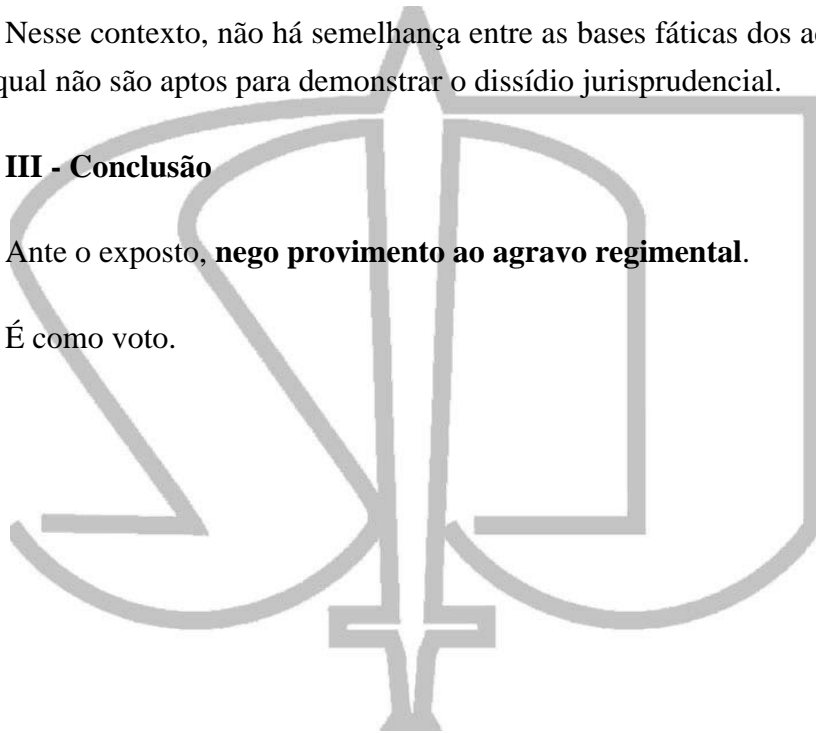 Nesse contexto, não há semelhança entre as bases fáticas dos
qual não são aptos para demonstrar o dissídio jurisprudencial.
III - Conclusão
Ante o exposto, nego provimento ao agravo regimental.
É como voto.